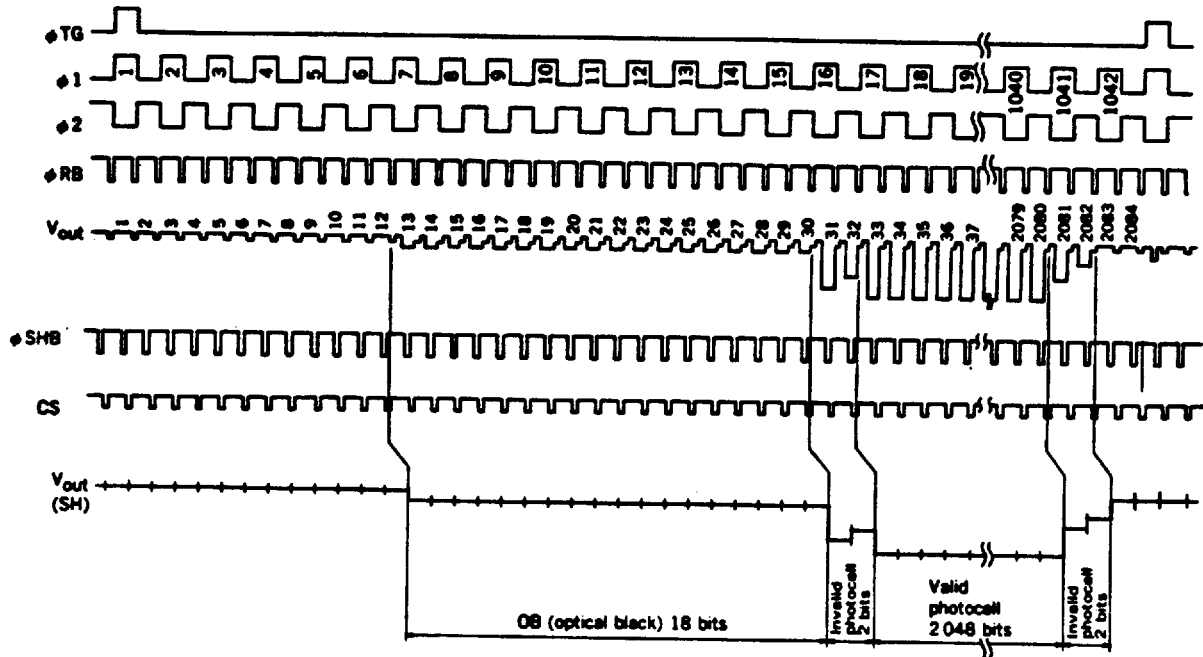 φTG
φ1 1 2 3 4 5 6 7 8 9 10 11 12 13 14 15 16 17 18 19 1040 1041 1042
φ2
φRB
Vout 1 2 3 4 5 6 7 8 9 10 11 12 13 14 15 16 17 18 19 20 21 22 23 24 25 26 27 28 29 30 31 32 33 34 35 36 37 2079 2080 2081 2082 2083 2084
φSHB
CS
Vout
(SH)
OB (optical black) 18 bits
Invalid
photocell
2 bits
Valid
photocell
2 048 bits
Invalid
photocell
2 bits